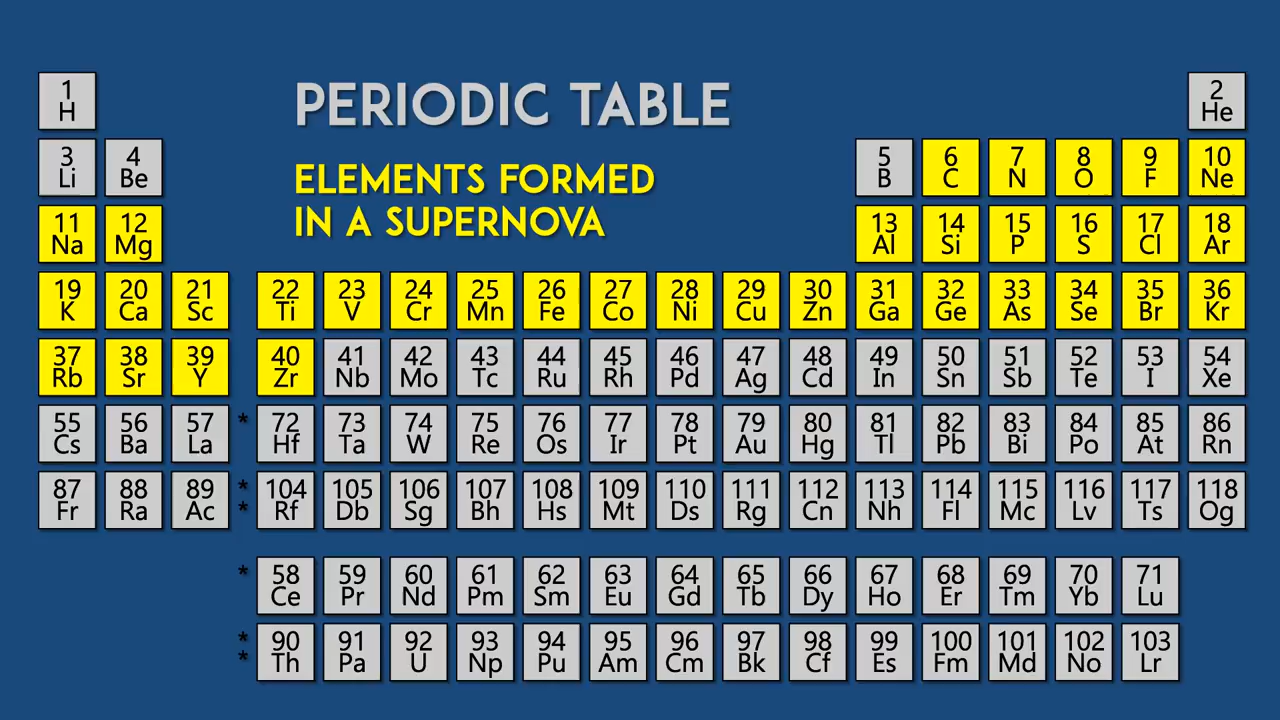 PERIODIC TABLE
ELEMENTS FORMED
IN A SUPERNOVA
1 2
H He
3 4 5 6 7 8 9 10
Li Be B C N O F Ne
11 12 13 14 15 16 17 18
Na Mg Al Si P S Cl Ar
19 20 21 22 23 24 25 26 27 28 29 30 31 32 33 34 35 36
K Ca Sc Ti V Cr Mn Fe Co Ni Cu Zn Ga Ge As Se Br Kr
37 38 39 40 41 42 43 44 45 46 47 48 49 50 51 52 53 54
Rb Sr Y Zr Nb Mo Tc Ru Rh Pd Ag Cd In Sn Sb Te I Xe
55 56 57 * 72 73 74 75 76 77 78 79 80 81 82 83 84 85 86
Cs Ba La Hf Ta W Re Os Ir Pt Au Hg Tl Pb Bi Po At Rn
87 88 89 * 104 105 106 107 108 109 110 111 112 113 114 115 116 117 118
Fr Ra Ac * Rf Db Sg Bh Hs Mt Ds Rg Cn Nh Fl Mc Lv Ts Og
* 58 59 60 61 62 63 64 65 66 67 68 69 70 71
Ce Pr Nd Pm Sm Eu Gd Tb Dy Ho Er Tm Yb Lu
* 90 91 92 93 94 95 96 97 98 99 100 101 102 103
* Th Pa U Np Pu Am Cm Bk Cf Es Fm Md No Lr